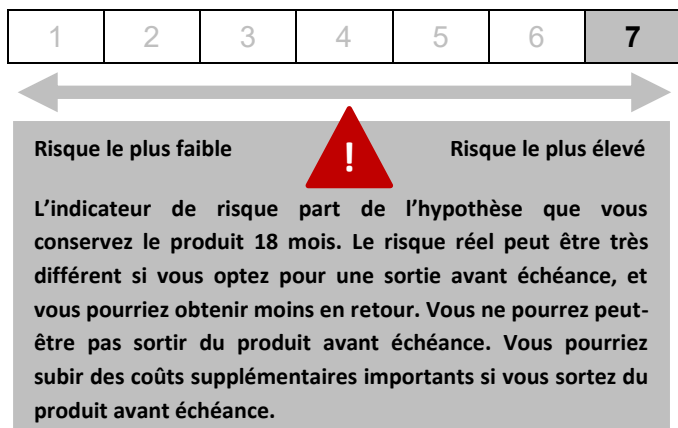 1 2 3 4 5 6 7
!
Risque le plus faible Risque le plus élevé
L’indicateur de risque part de l’hypothèse que vous
conservez le produit 18 mois. Le risque réel peut être très
différent si vous optez pour une sortie avant échéance, et
vous pourriez obtenir moins en retour. Vous ne pourrez peut-
être pas sortir du produit avant échéance. Vous pourriez
subir des coûts supplémentaires importants si vous sortez du
produit avant échéance.